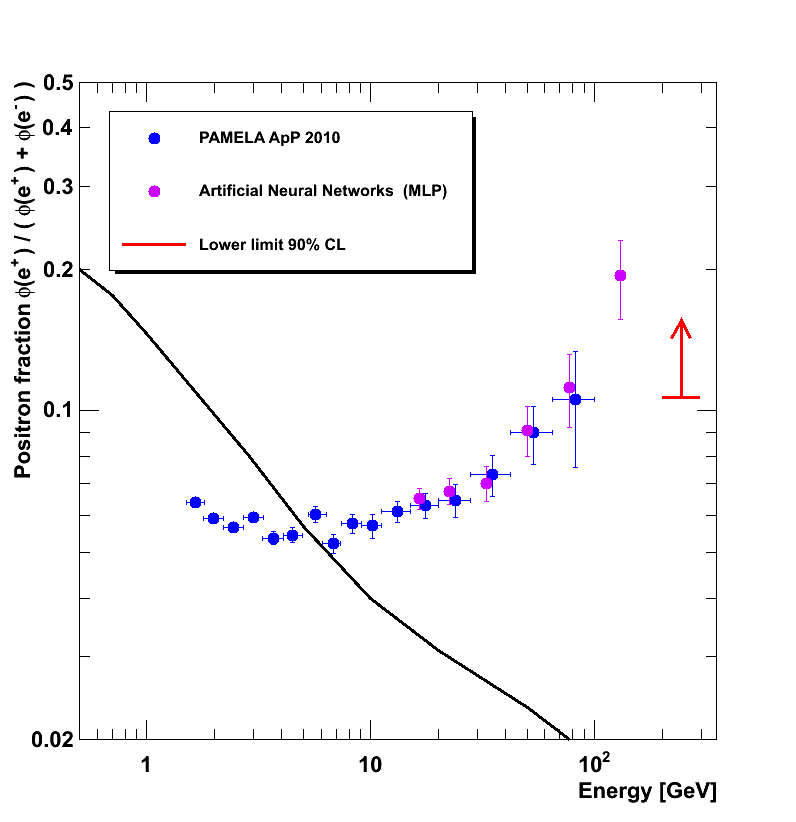 Positron fraction ϕ(e⁺) / ( ϕ(e⁺) + ϕ(e⁻) )
0.5
0.4
0.3
0.2
0.1
0.02
PAMELA ApP 2010
Artificial Neural Networks (MLP)
Lower limit 90% CL
1
10
10²
Energy [GeV]